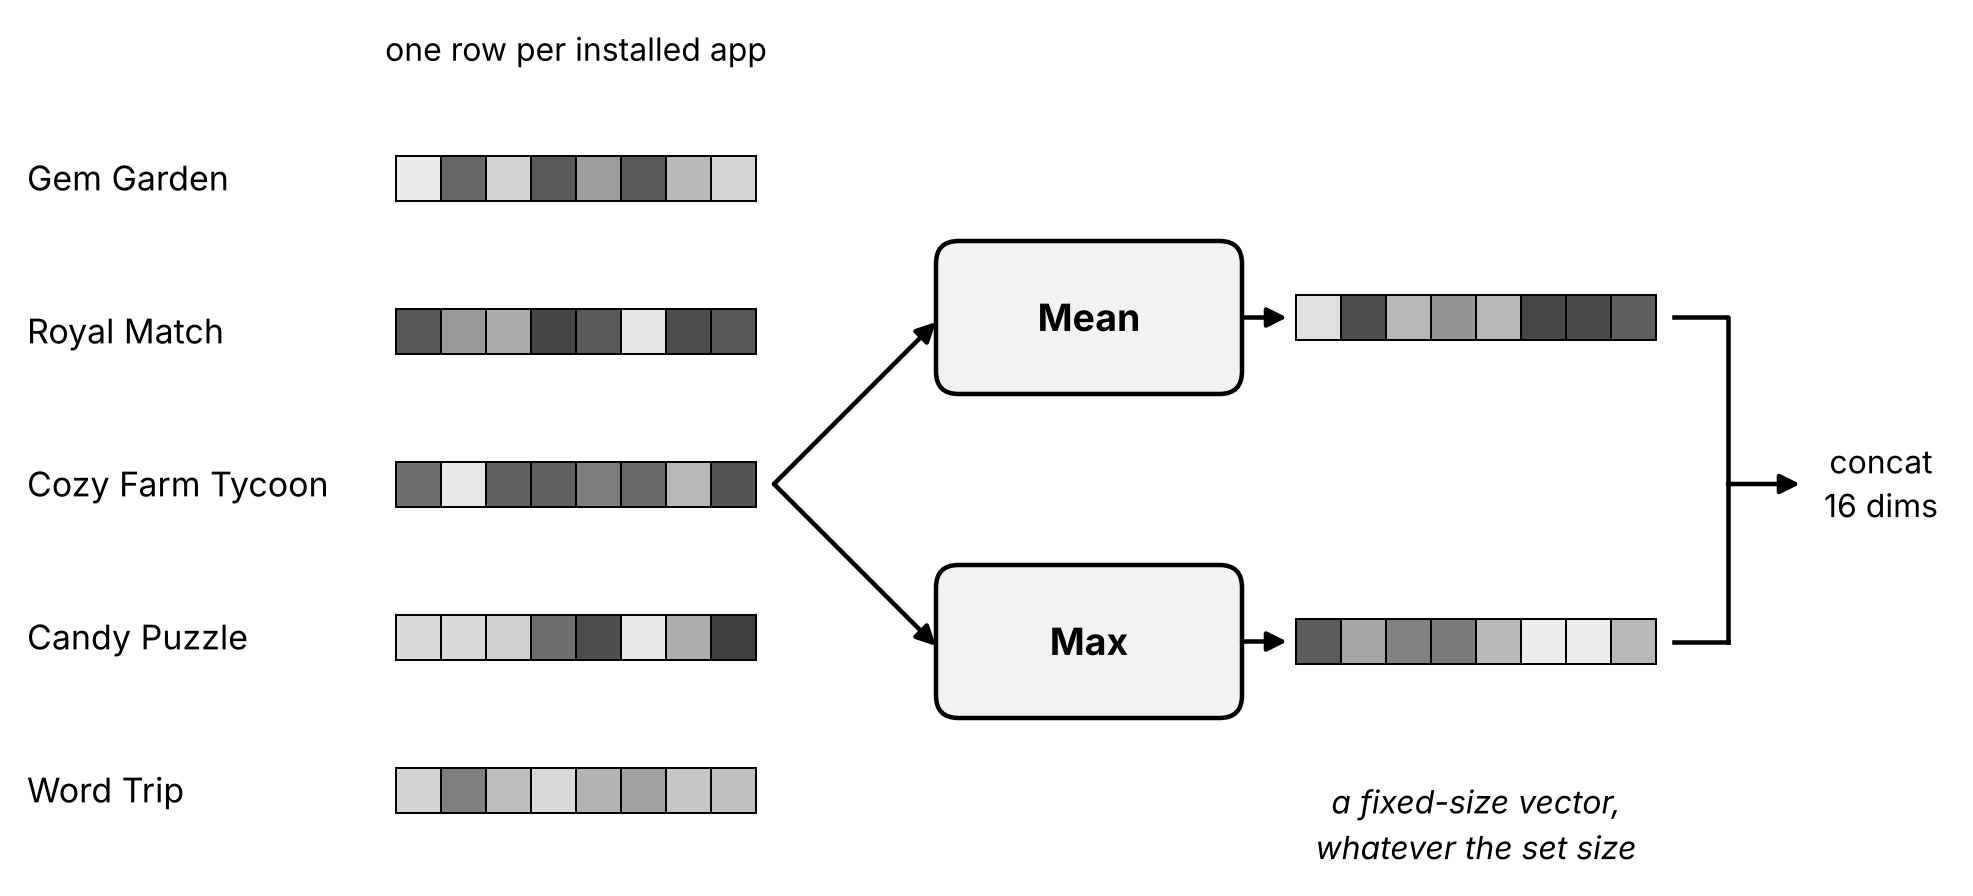 one row per installed app
Gem Garden
Royal Match
Cozy Farm Tycoon
Candy Puzzle
Word Trip
Mean
Max
concat
16 dims
a fixed-size vector,
whatever the set size